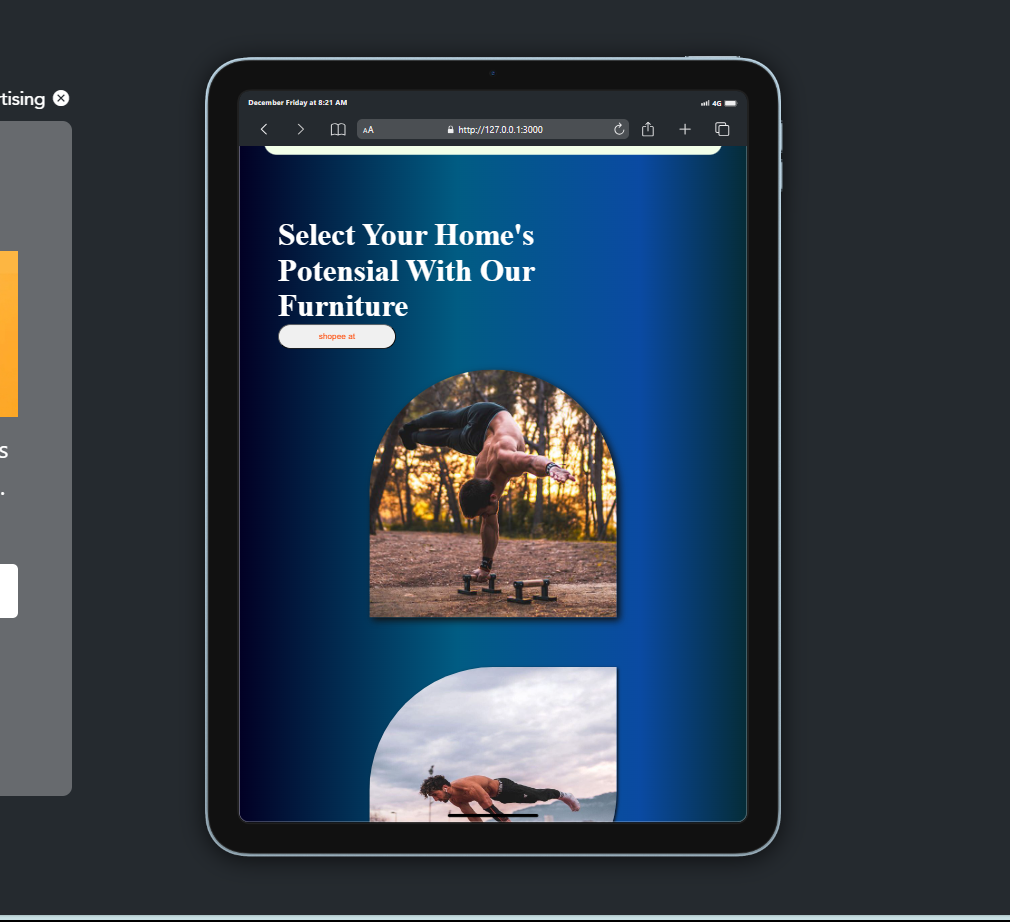 tising
December Friday at 8:21 AM
4G
AA
http://127.0.0.1:3000
Select Your Home's
Potensial With Our
Furniture
shopee at
s
.